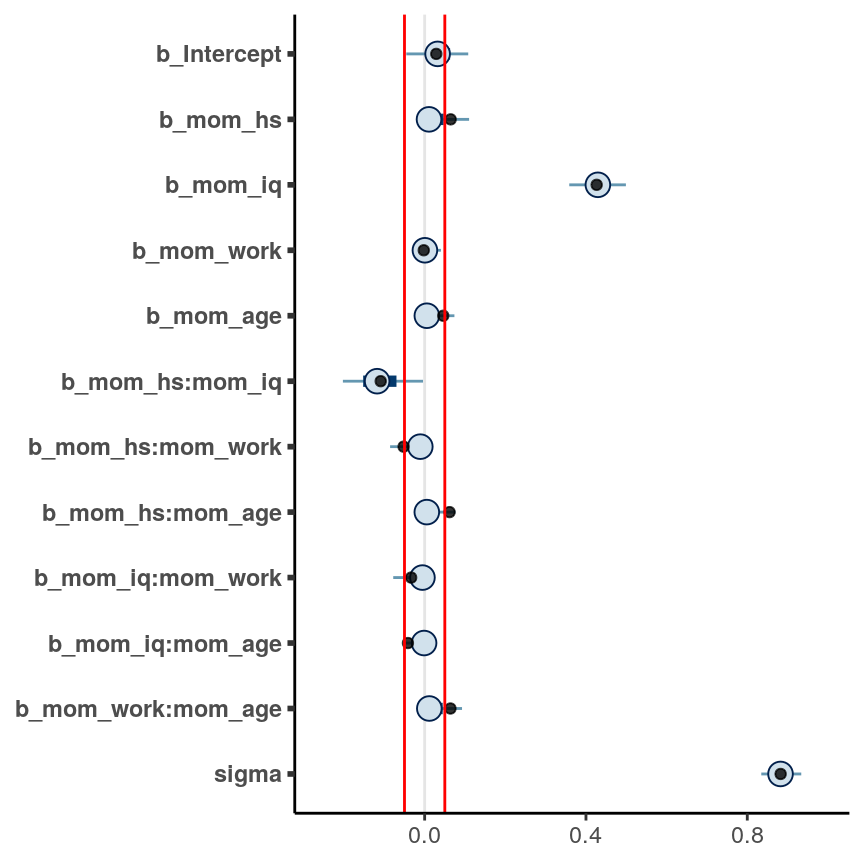 b_Intercept
b_mom_hs
b_mom_iq
b_mom_work
b_mom_age
b_mom_hs:mom_iq
b_mom_hs:mom_work
b_mom_hs:mom_age
b_mom_iq:mom_work
b_mom_iq:mom_age
b_mom_work:mom_age
sigma
0.0 0.4 0.8